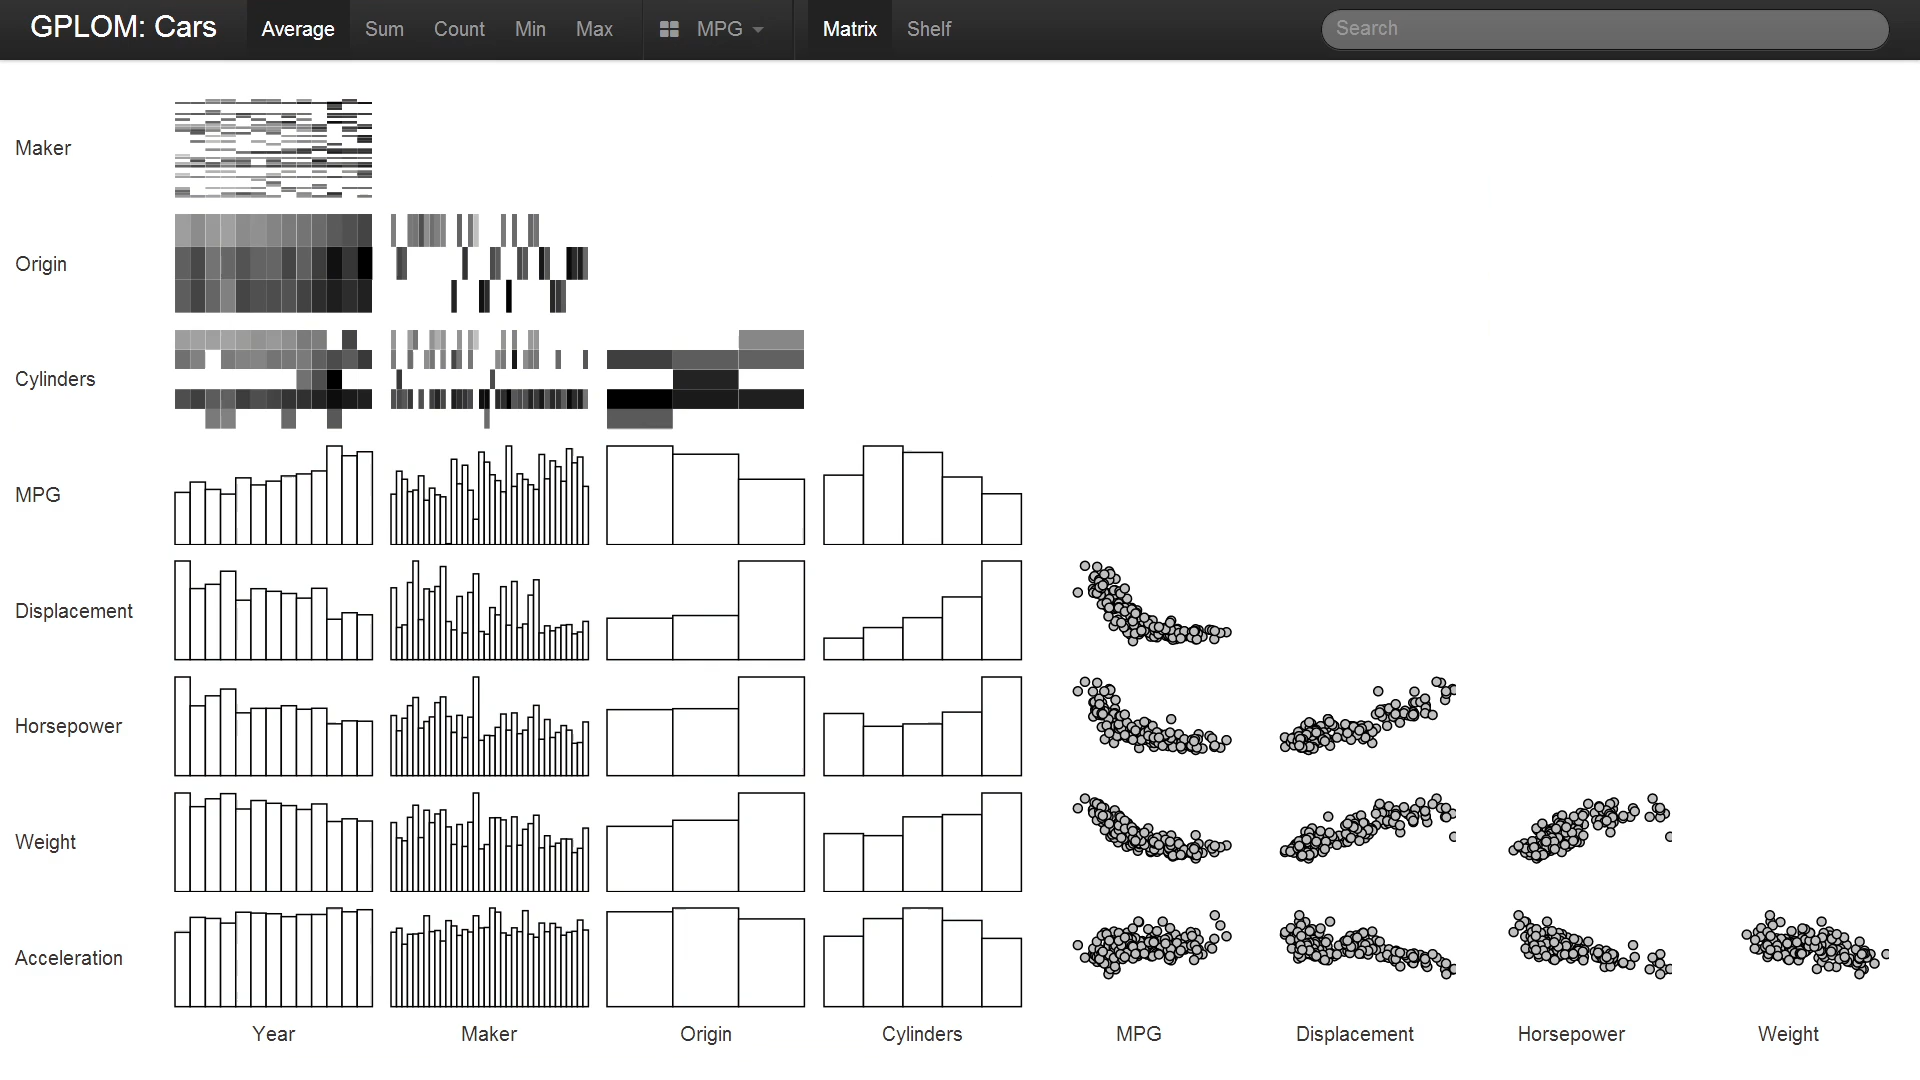 GPLOM: Cars Average Sum Count Min Max MPG Matrix Shelf Search
Maker
Origin
Cylinders
MPG
Displacement
Horsepower
Weight
Acceleration
Year Maker Origin Cylinders MPG Displacement Horsepower Weight